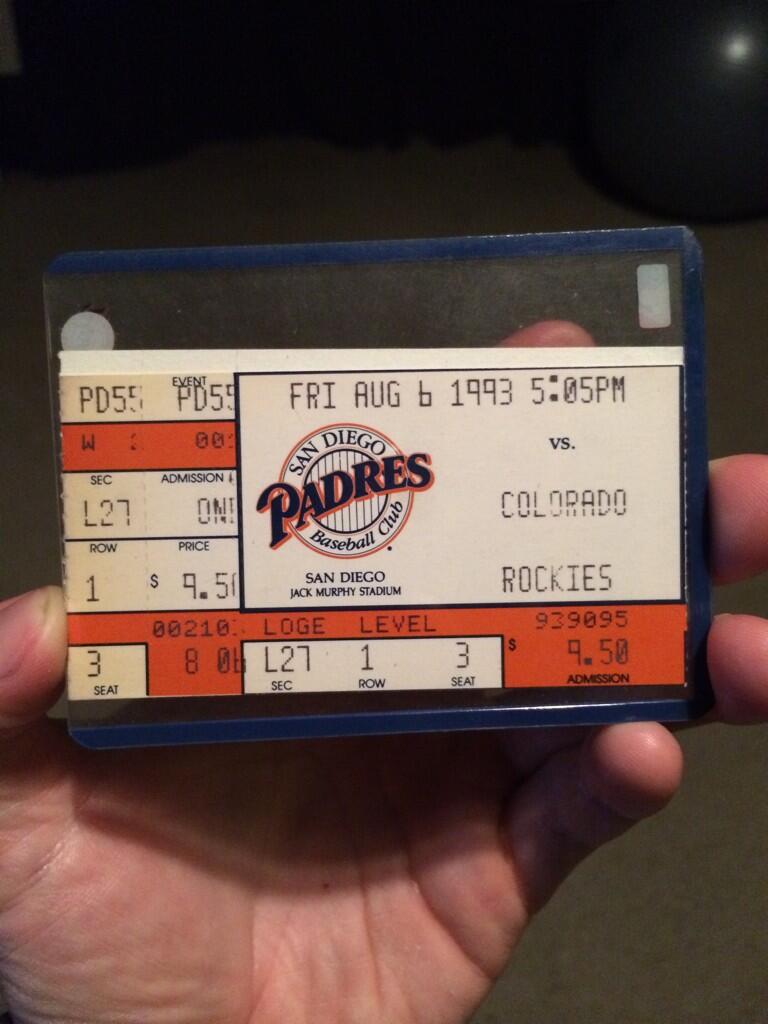 EVENT
PD55 PD55
FRI AUG 6 1993 5:05PM
W
SAN DIEGO
PADRES
Baseball Club
SAN DIEGO
JACK MURPHY STADIUM
vs.
COLORADO
ROCKIES
SEC ADMISSION
L27
ROW PRICE
1 $ 9.50
LOGE LEVEL 939095
3
SEAT
L27 1 3
SEC ROW SEAT
$ 9.50
ADMISSION